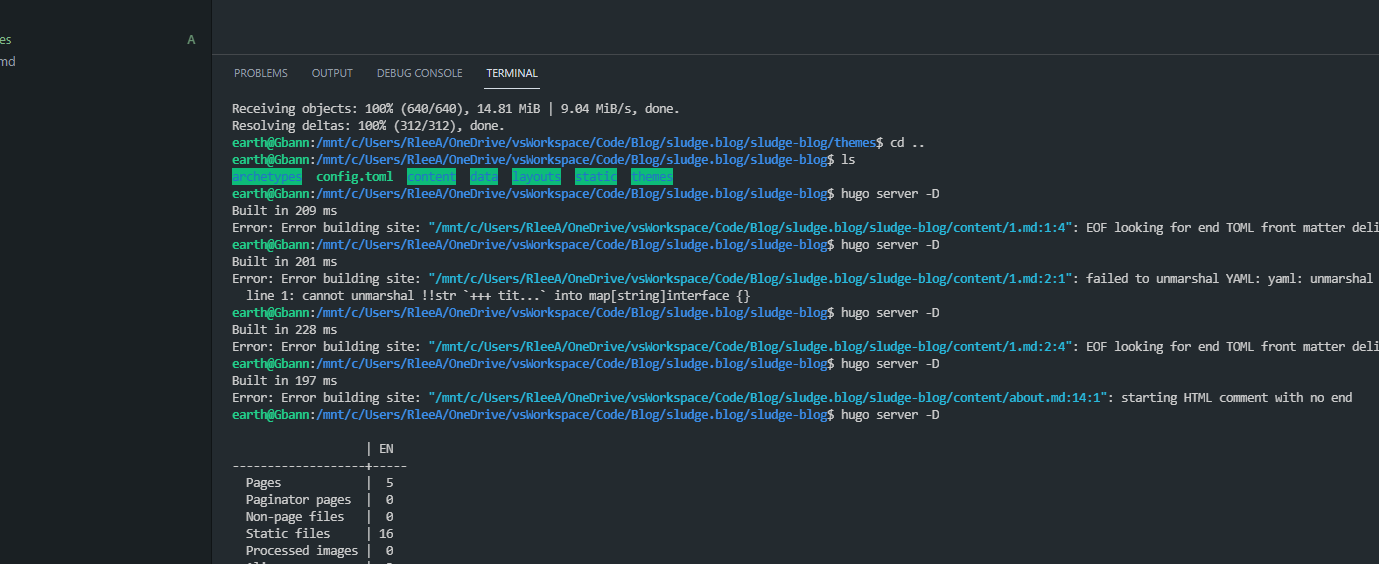 es A
md
PROBLEMS OUTPUT DEBUG CONSOLE TERMINAL
Receiving objects: 100% (640/640), 14.81 MiB | 9.04 MiB/s, done.
Resolving deltas: 100% (312/312), done.
earth@Gbann:/mnt/c/Users/RleeA/OneDrive/vsWorkspace/Code/Blog/sludge.blog/sludge-blog/themes$ cd ..
earth@Gbann:/mnt/c/Users/RleeA/OneDrive/vsWorkspace/Code/Blog/sludge.blog/sludge-blog$ ls
archetypes config.toml content data layouts static themes
earth@Gbann:/mnt/c/Users/RleeA/OneDrive/vsWorkspace/Code/Blog/sludge.blog/sludge-blog$ hugo server -D
Built in 209 ms
Error: Error building site: "/mnt/c/Users/RleeA/OneDrive/vsWorkspace/Code/Blog/sludge.blog/sludge-blog/content/1.md:1:4": EOF looking for end TOML front matter deli
earth@Gbann:/mnt/c/Users/RleeA/OneDrive/vsWorkspace/Code/Blog/sludge.blog/sludge-blog$ hugo server -D
Built in 201 ms
Error: Error building site: "/mnt/c/Users/RleeA/OneDrive/vsWorkspace/Code/Blog/sludge.blog/sludge-blog/content/1.md:2:1": failed to unmarshal YAML: yaml: unmarshal
line 1: cannot unmarshal !!str `+++ tit...` into map[string]interface {}
earth@Gbann:/mnt/c/Users/RleeA/OneDrive/vsWorkspace/Code/Blog/sludge.blog/sludge-blog$ hugo server -D
Built in 228 ms
Error: Error building site: "/mnt/c/Users/RleeA/OneDrive/vsWorkspace/Code/Blog/sludge.blog/sludge-blog/content/1.md:2:4": EOF looking for end TOML front matter deli
earth@Gbann:/mnt/c/Users/RleeA/OneDrive/vsWorkspace/Code/Blog/sludge.blog/sludge-blog$ hugo server -D
Built in 197 ms
Error: Error building site: "/mnt/c/Users/RleeA/OneDrive/vsWorkspace/Code/Blog/sludge.blog/sludge-blog/content/about.md:14:1": starting HTML comment with no end
earth@Gbann:/mnt/c/Users/RleeA/OneDrive/vsWorkspace/Code/Blog/sludge.blog/sludge-blog$ hugo server -D
| EN
-------------------+-----
Pages | 5
Paginator pages | 0
Non-page files | 0
Static files | 16
Processed images | 0